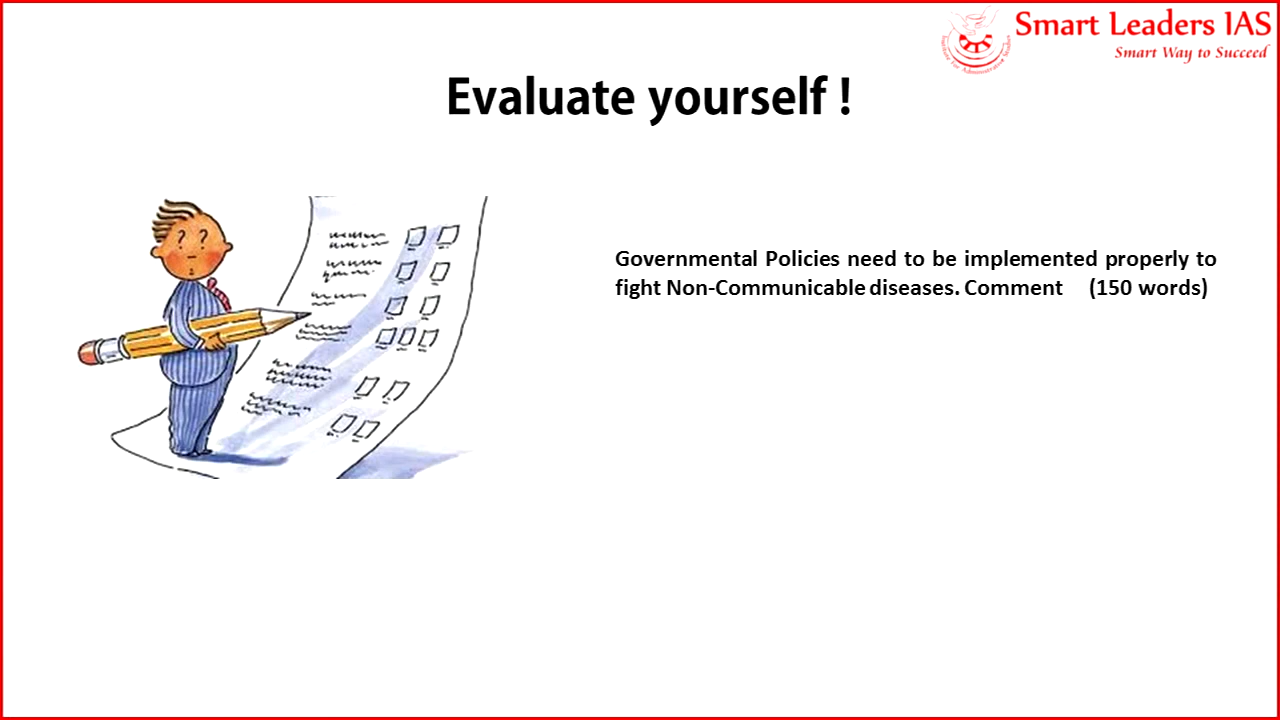 Smart Leaders IAS
Smart Way to Succeed
Evaluate yourself !
Governmental Policies need to be implemented properly to
fight Non-Communicable diseases. Comment (150 words)
? ?